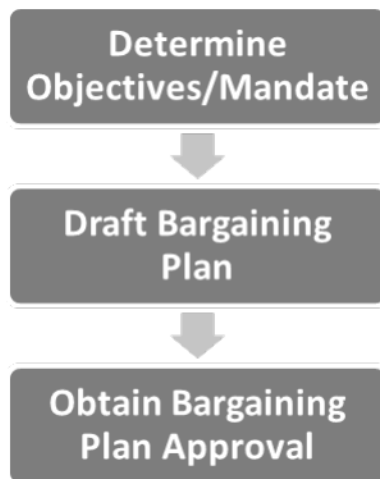 Determine
Objectives/Mandate
Draft Bargaining
Plan
Obtain Bargaining
Plan Approval